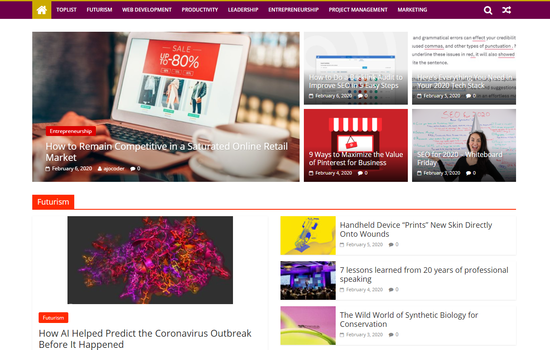 TOPLIST FUTURISM WEB DEVELOPMENT PRODUCTIVITY LEADERSHIP ENTREPRENEURSHIP PROJECT MANAGEMENT MARKETING
SALE
UP TO -80%
Entrepreneurship
How to Remain Competitive in a Saturated Online Retail
Market
February 6, 2020 apxcoder 0
How to Do a Backlink Audit to
Improve SEO in 5 Easy Steps
February 6, 2020 0
and grammatical errors can effect your credibility
used commas, and other types of punctuation
underline these issues in red, it will also showed
the sentence.
Here's Everything You Need in
Your 2020 Tech Stack
February 5, 2020 0
9 Ways to Maximize the Value
of Pinterest for Business
February 4, 2020 0
SEO for 2020 - Whiteboard
Friday
February 3, 2020 0
Futurism
Futurism
How AI Helped Predict the Coronavirus Outbreak
Before It Happened
Handheld Device “Prints” New Skin Directly
Onto Wounds
February 5, 2020 0
7 lessons learned from 20 years of professional
speaking
February 4, 2020 0
The Wild World of Synthetic Biology for
Conservation
February 3, 2020 0